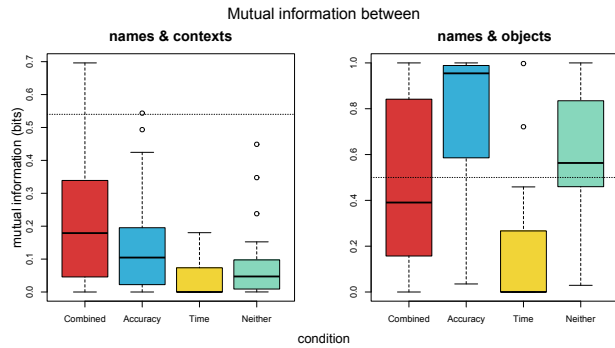 Mutual information between
names & contexts
names & objects
mutual information (bits)
0.7
0.6
0.5
0.4
0.3
0.2
0.1
0.0
1.0
0.8
0.6
0.4
0.2
0.0
Combined Accuracy Time Neither
Combined Accuracy Time Neither
condition